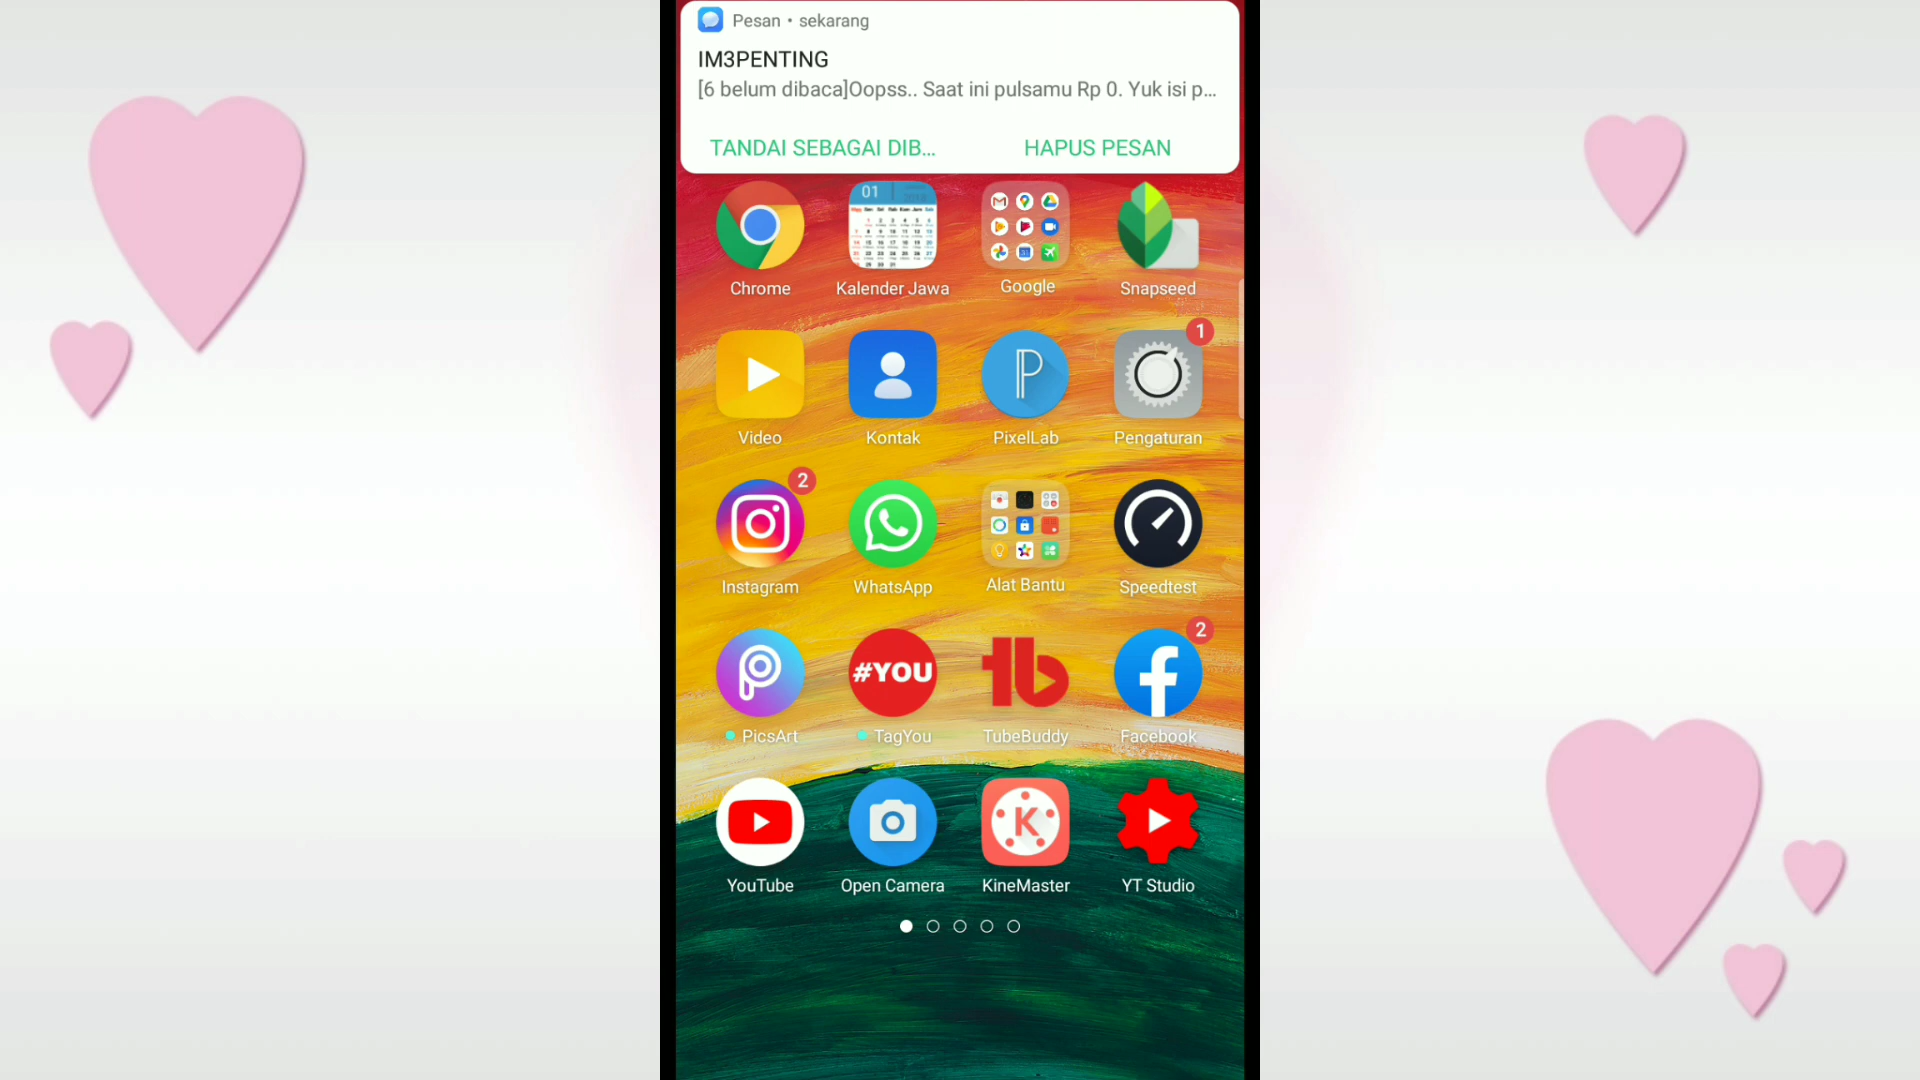 Pesan • sekarang
IM3PENTING
[6 belum dibaca]Oopss.. Saat ini pulsamu Rp 0. Yuk isi p...
TANDAI SEBAGAI DIB... HAPUS PESAN
01
Chrome Kalender Jawa Google Snapseed
1
Video Kontak PixelLab Pengaturan
2
Instagram WhatsApp Alat Bantu Speedtest
2
#YOU
PicsArt TagYou TubeBuddy Facebook
K
YouTube Open Camera KineMaster YT Studio